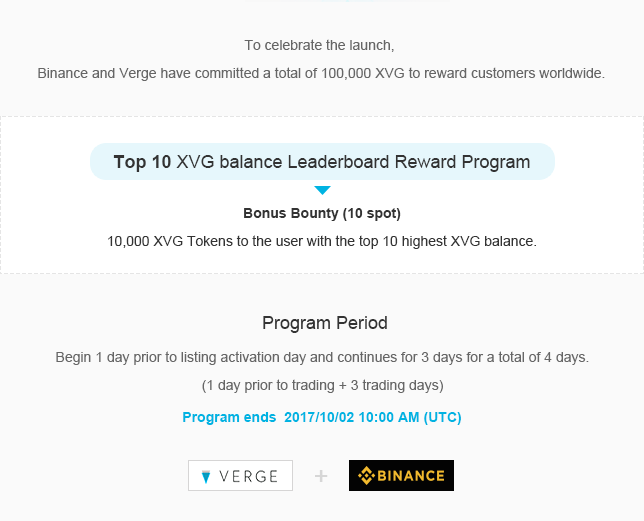 To celebrate the launch,
Binance and Verge have committed a total of 100,000 XVG to reward customers worldwide.
Top 10 XVG balance Leaderboard Reward Program
Bonus Bounty (10 spot)
10,000 XVG Tokens to the user with the top 10 highest XVG balance.
Program Period
Begin 1 day prior to listing activation day and continues for 3 days for a total of 4 days.
(1 day prior to trading + 3 trading days)
Program ends  2017/10/02 10:00 AM (UTC)
VERGE + BINANCE